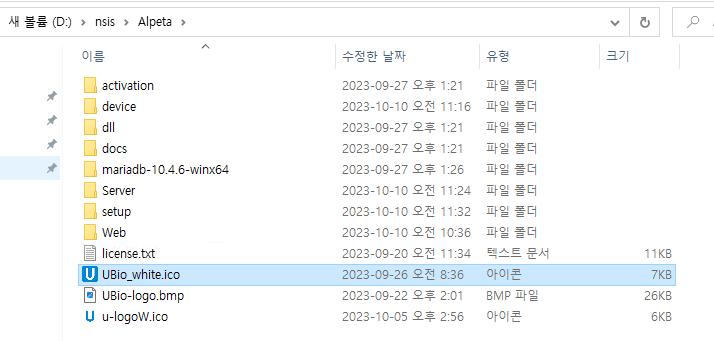 새 볼륨 (D:) > nsis > Alpeta >
이름 수정한 날짜 유형 크기
activation 2023-09-27 오후 1:21 파일 폴더
device 2023-10-10 오전 11:16 파일 폴더
dll 2023-09-27 오후 1:21 파일 폴더
docs 2023-09-27 오후 1:21 파일 폴더
mariadb-10.4.6-winx64 2023-09-27 오후 1:26 파일 폴더
Server 2023-10-10 오전 11:24 파일 폴더
setup 2023-10-10 오전 11:32 파일 폴더
Web 2023-10-10 오전 10:36 파일 폴더
license.txt 2023-09-20 오전 11:34 텍스트 문서 11KB
UBio_white.ico 2023-09-26 오전 8:36 아이콘 7KB
UBio-logo.bmp 2023-09-22 오후 2:01 BMP 파일 26KB
u-logoW.ico 2023-10-05 오후 2:56 아이콘 6KB